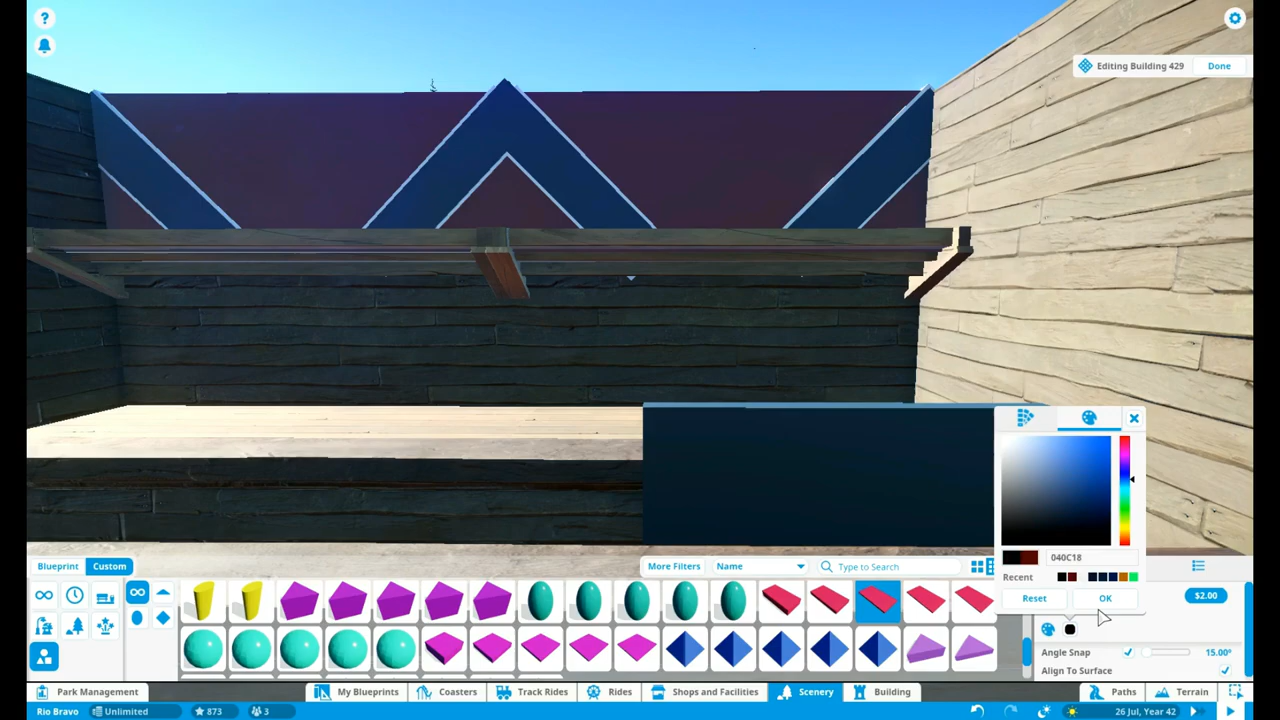 ?
Editing Building 429 Done
Blueprint Custom
More Filters Name Type to Search
040C18
Recent
Reset OK
$2.00
Angle Snap 15.00°
Align To Surface
Park Management My Blueprints Coasters Track Rides Rides Shops and Facilities Scenery Building Paths Terrain
Rio Bravo Unlimited 873 3 26 Jul, Year 42